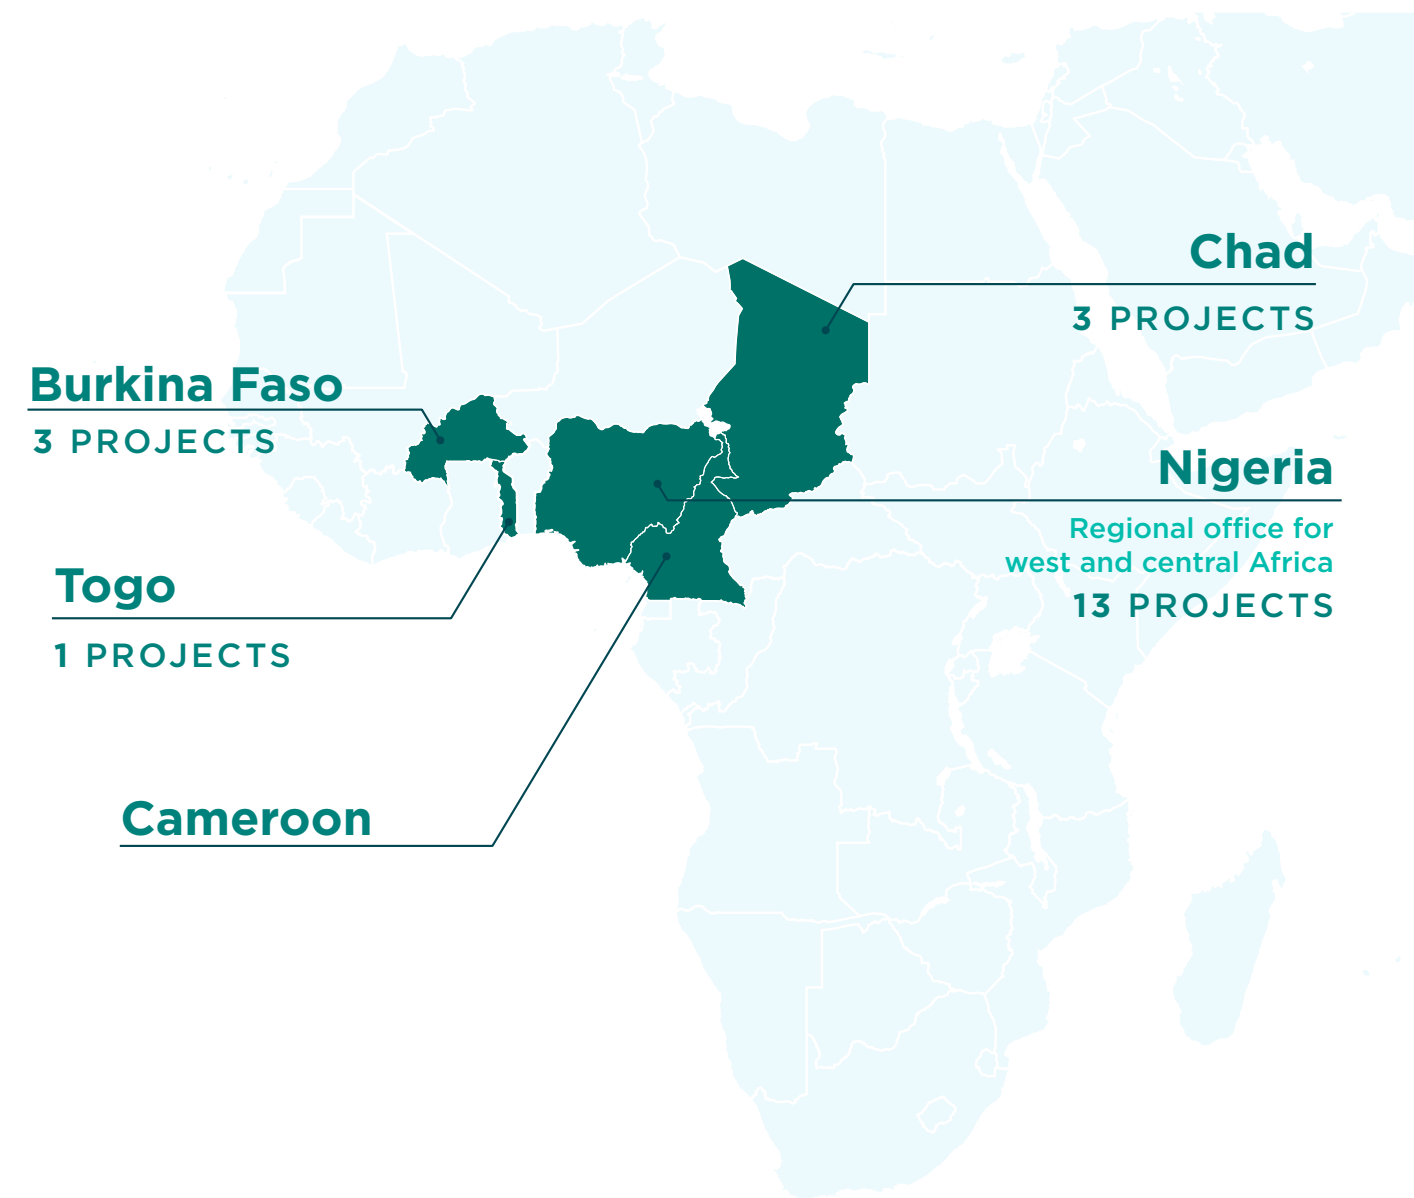 Chad
3 PROJECTS
Burkina Faso
3 PROJECTS
Nigeria
Regional office for
west and central Africa
13 PROJECTS
Togo
1 PROJECTS
Cameroon